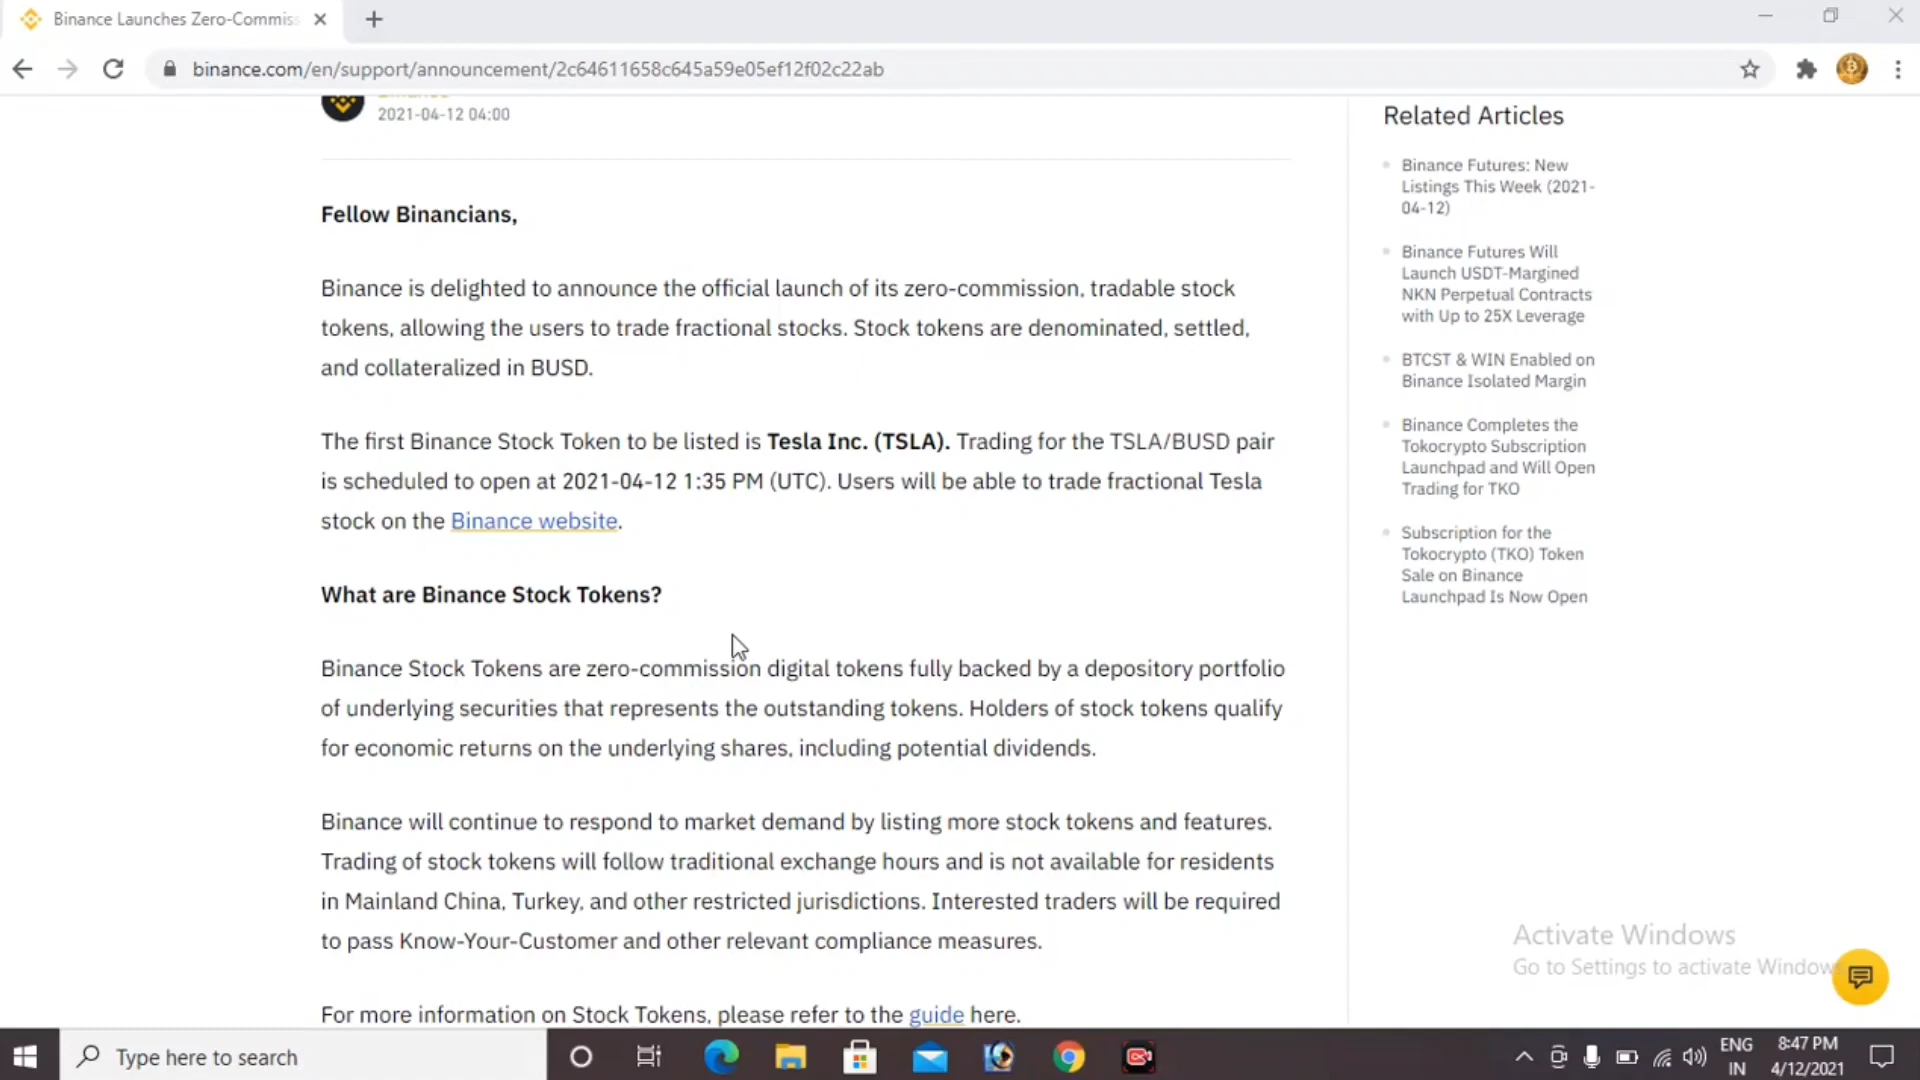 Binance Launches Zero-Commiss
binance.com/en/support/announcement/2c64611658c645a59e05ef12f02c22ab
2021-04-12 04:00
Fellow Binancians,
Binance is delighted to announce the official launch of its zero-commission, tradable stock
tokens, allowing the users to trade fractional stocks. Stock tokens are denominated, settled,
and collateralized in BUSD.
The first Binance Stock Token to be listed is Tesla Inc. (TSLA). Trading for the TSLA/BUSD pair
is scheduled to open at 2021-04-12 1:35 PM (UTC). Users will be able to trade fractional Tesla
stock on the Binance website.
What are Binance Stock Tokens?
Binance Stock Tokens are zero-commission digital tokens fully backed by a depository portfolio
of underlying securities that represents the outstanding tokens. Holders of stock tokens qualify
for economic returns on the underlying shares, including potential dividends.
Binance will continue to respond to market demand by listing more stock tokens and features.
Trading of stock tokens will follow traditional exchange hours and is not available for residents
in Mainland China, Turkey, and other restricted jurisdictions. Interested traders will be required
to pass Know-Your-Customer and other relevant compliance measures.
For more information on Stock Tokens, please refer to the guide here.
Related Articles
Binance Futures: New
Listings This Week (2021-
04-12)
Binance Futures Will
Launch USDT-Margined
NKN Perpetual Contracts
with Up to 25X Leverage
BTCST & WIN Enabled on
Binance Isolated Margin
Binance Completes the
Tokocrypto Subscription
Launchpad and Will Open
Trading for TKO
Subscription for the
Tokocrypto (TKO) Token
Sale on Binance
Launchpad Is Now Open
Activate Windows
Go to Settings to activate Window
Type here to search
ENG
IN
8:47 PM
4/12/2021